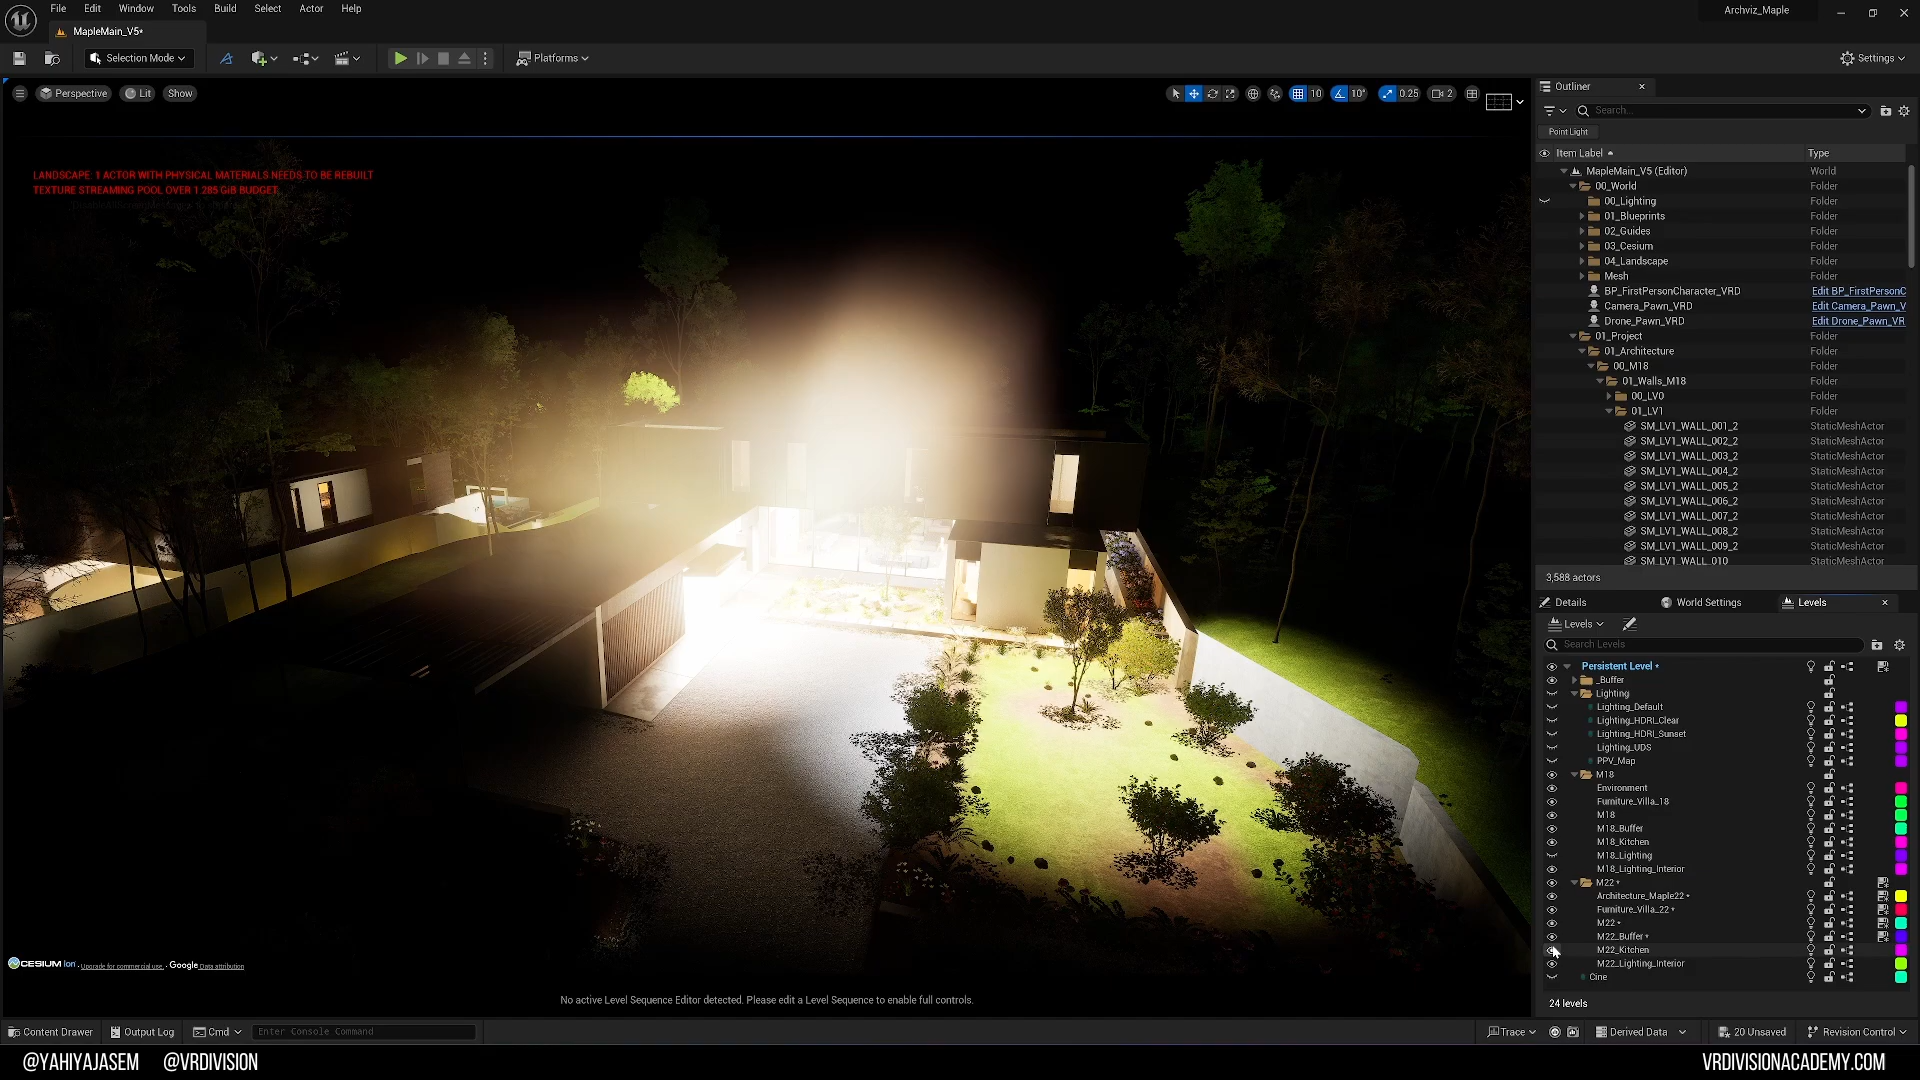 File Edit Window Tools Select Build Actor Help
Archviz_Maple
MapleMain_V5*
Selection Mode
Platforms
Settings
Perspective Lit Show
10 10° 0.25 2
LANDSCAPE: 1 ACTOR WITH PHYSICAL MATERIALS NEEDS TO BE REBUILT
TEXTURE STREAMING POOL OVER 1.285 GiB BUDGET
Outliner
Search...
Point Light
Item Label Type
MapleMain_V5 (Editor) World
00_World Folder
00_Lighting Folder
01_Blueprints Folder
02_Guides Folder
03_Cesium Folder
04_Landscape Folder
Mesh Folder
BP_FirstPersonCharacter_VRD Edit BP_FirstPersonC
Camera_Pawn_VRD Edit Camera_Pawn_V
Drone_Pawn_VRD Edit Drone_Pawn_VR
01_Project Folder
01_Architecture Folder
00_M18 Folder
01_Walls_M18 Folder
00_LV0 Folder
01_LV1 Folder
SM_LV1_WALL_001_2 StaticMeshActor
SM_LV1_WALL_002_2 StaticMeshActor
SM_LV1_WALL_003_2 StaticMeshActor
SM_LV1_WALL_004_2 StaticMeshActor
SM_LV1_WALL_005_2 StaticMeshActor
SM_LV1_WALL_006_2 StaticMeshActor
SM_LV1_WALL_007_2 StaticMeshActor
SM_LV1_WALL_008_2 StaticMeshActor
SM_LV1_WALL_009_2 StaticMeshActor
SM_LV1_WALL_010 StaticMeshActor
3,588 actors
Details World Settings Levels
Levels
Search Levels
Persistent Level *
_Buffer
Lighting
Lighting_Default
Lighting_HDRI_Clear
Lighting_HDRI_Sunset
Lighting_UDS
PPV_Map
M18
Environment
Furniture_Villa_18
M18
M18_Buffer
M18_Kitchen
M18_Lighting
M18_Lighting_Interior
M22 *
Architecture_Maple22 *
Furniture_Villa_22 *
M22 *
M22_Buffer *
M22_Kitchen
M22_Lighting_Interior
Cine
24 levels
CESIUM ion Upgrade for commercial use. Google Data attribution
No active Level Sequence Editor detected. Please edit a Level Sequence to enable full controls.
Content Drawer Output Log Cmd Enter Console Command
Trace Derived Data 20 Unsaved Revision Control
@YAHIYAJASEM @VRDIVISION
VRDIVISIONACADEMY.COM